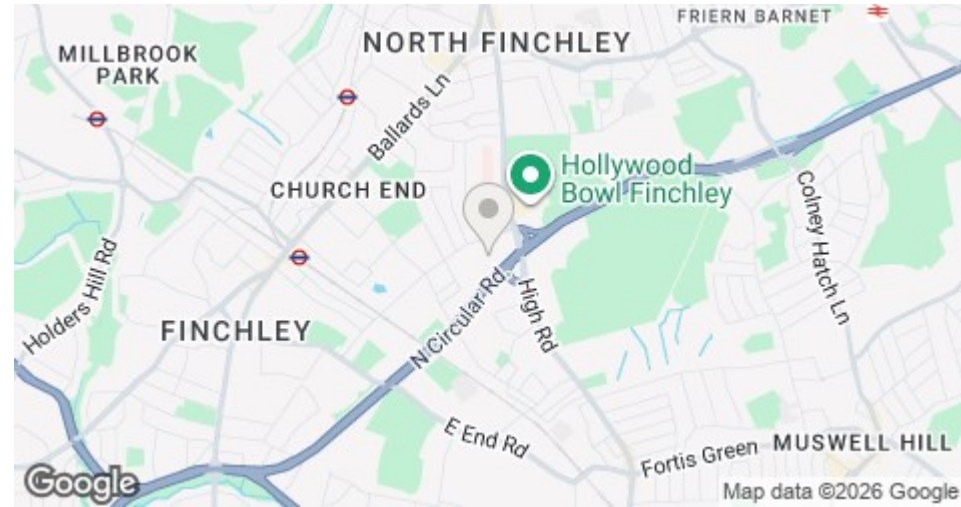 FRIERN BARNET
NORTH FINCHLEY
MILLBROOK
PARK
Ballards Ln
Hollywood
Bowl Finchley
CHURCH END
Colney Hatch Ln
Holders Hill Rd
N Circular Rd
High Rd
FINCHLEY
E End Rd
Fortis Green
MUSWELL HILL
Google
Map data ©2026 Google